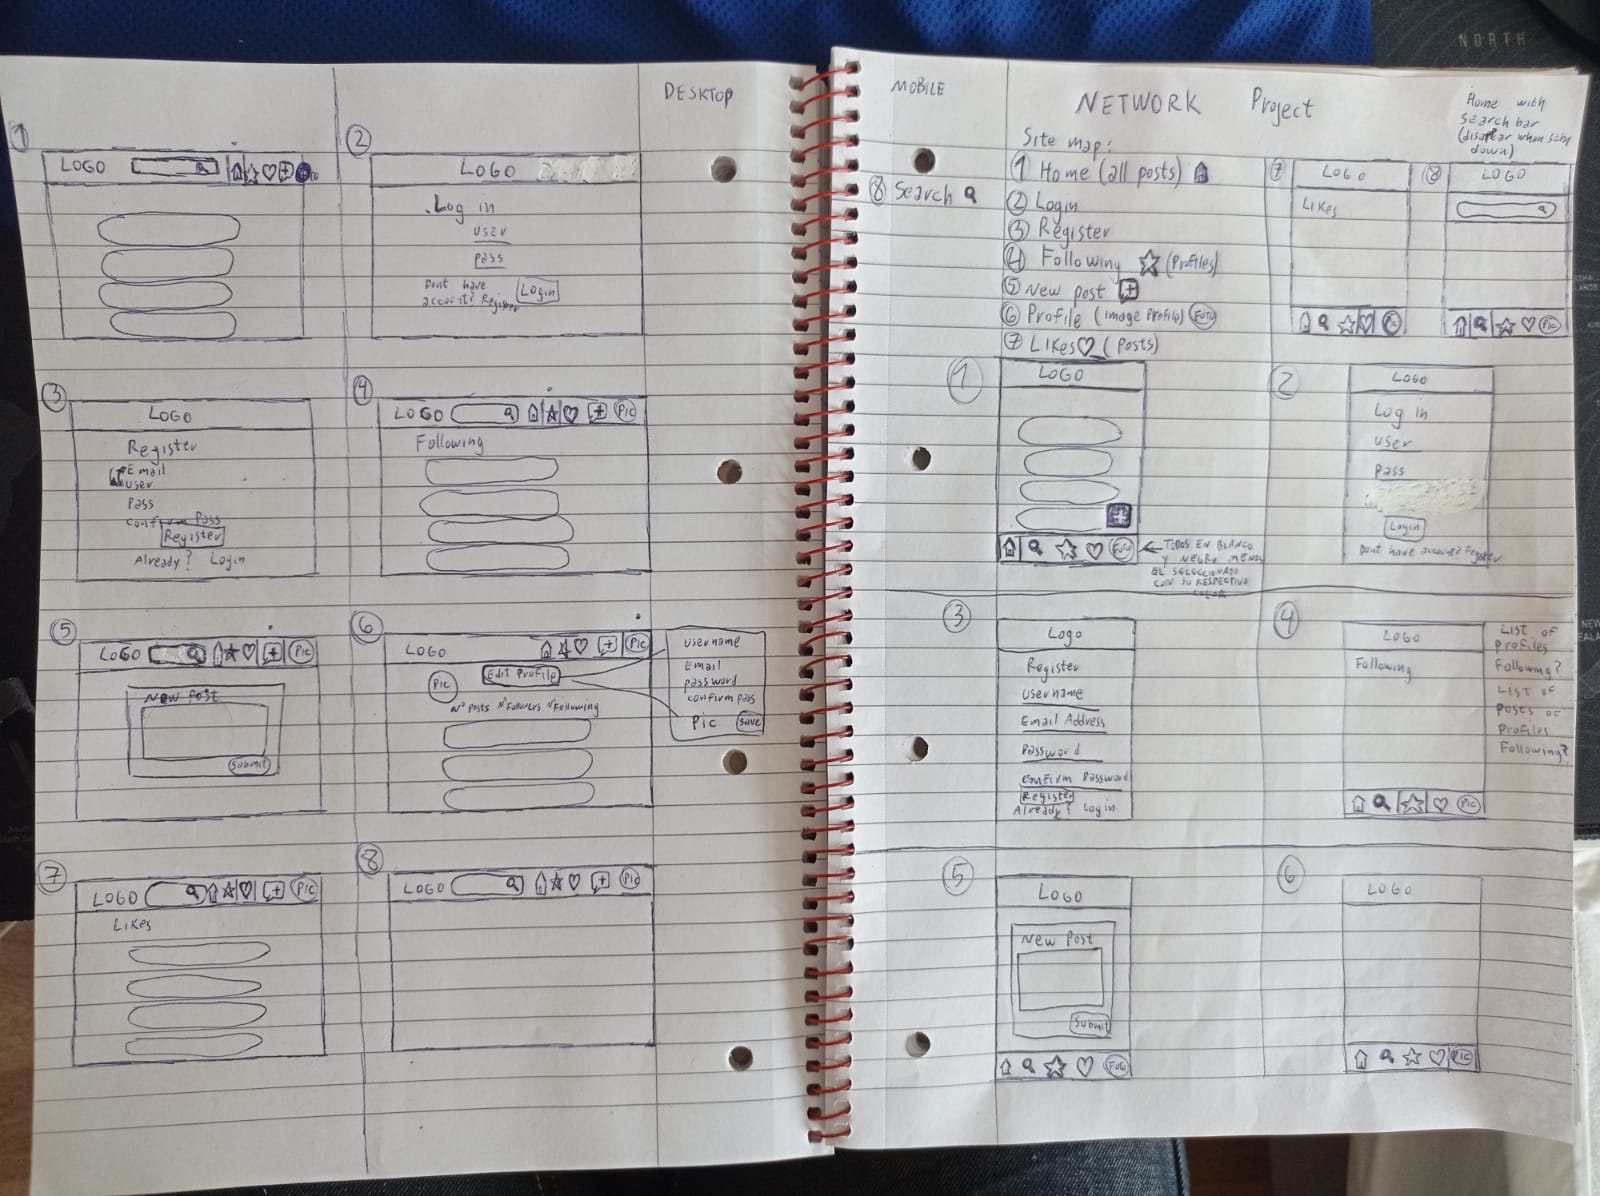 DESKTOP
1
LOGO
2
LOGO
Log in
user
pass
Dont have
account? Register
Login
3
LOGO
Register
Email
user
Pass
confirm Pass
Register
Already? Login
4
LOGO
Pic
Following
5
LOGO
Pic
New Post
Submit
6
LOGO
Pic
Edit Profile
Pic
Nº Posts Nº Followers Nº Following
username
Email
password
confirm pass
Pic
Save
7
LOGO
Pic
Likes
8
LOGO
Pic
NORTH
MOBILE
NETWORK Project
Site map:
1 Home (all posts)
8 Search
2 Login
3 Register
4 Following (Profiles)
5 New post
6 Profile (image Profile) FOTO
7 Likes (Posts)
Home with
search bar
(disapear when scroll
down)
7
LOGO
Likes
Pic
8
LOGO
Pic
1
LOGO
FOTO
TODOS EN BLANCO
Y NEGRO MENOS
EL SELECCIONADO
CON SU RESPECTIVO
COLOR
2
LOGO
Log in
user
Pass
Login
Dont have account? Register
3
Logo
Register
username
Email Address
Password
confirm Password
Register
Already? Login
4
LOGO
Following
Pic
List of
profiles
Following?
List of
posts of
profiles
Following?
5
LOGO
New Post
Submit
FOTO
6
LOGO
Pic